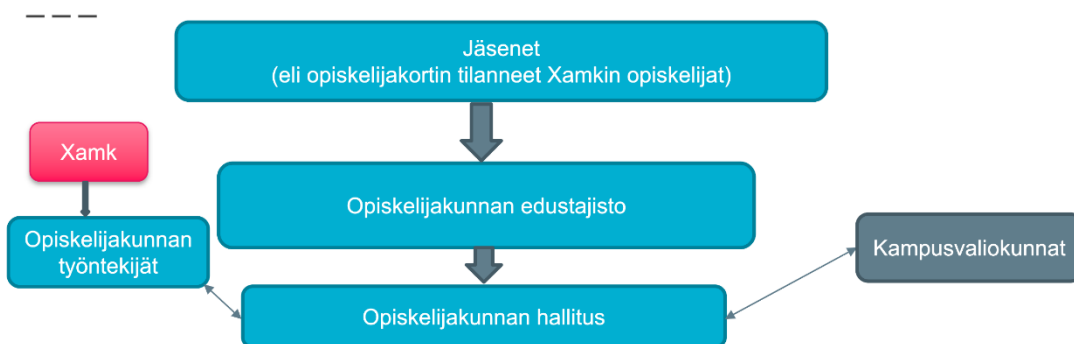 Jäsenet
(eli opiskelijakortin tilanneet Xamkin opiskelijat)
Xamk
Opiskelijakunnan edustajisto
Opiskelijakunnan
työntekijät
Kampusvaliokunnat
Opiskelijakunnan hallitus